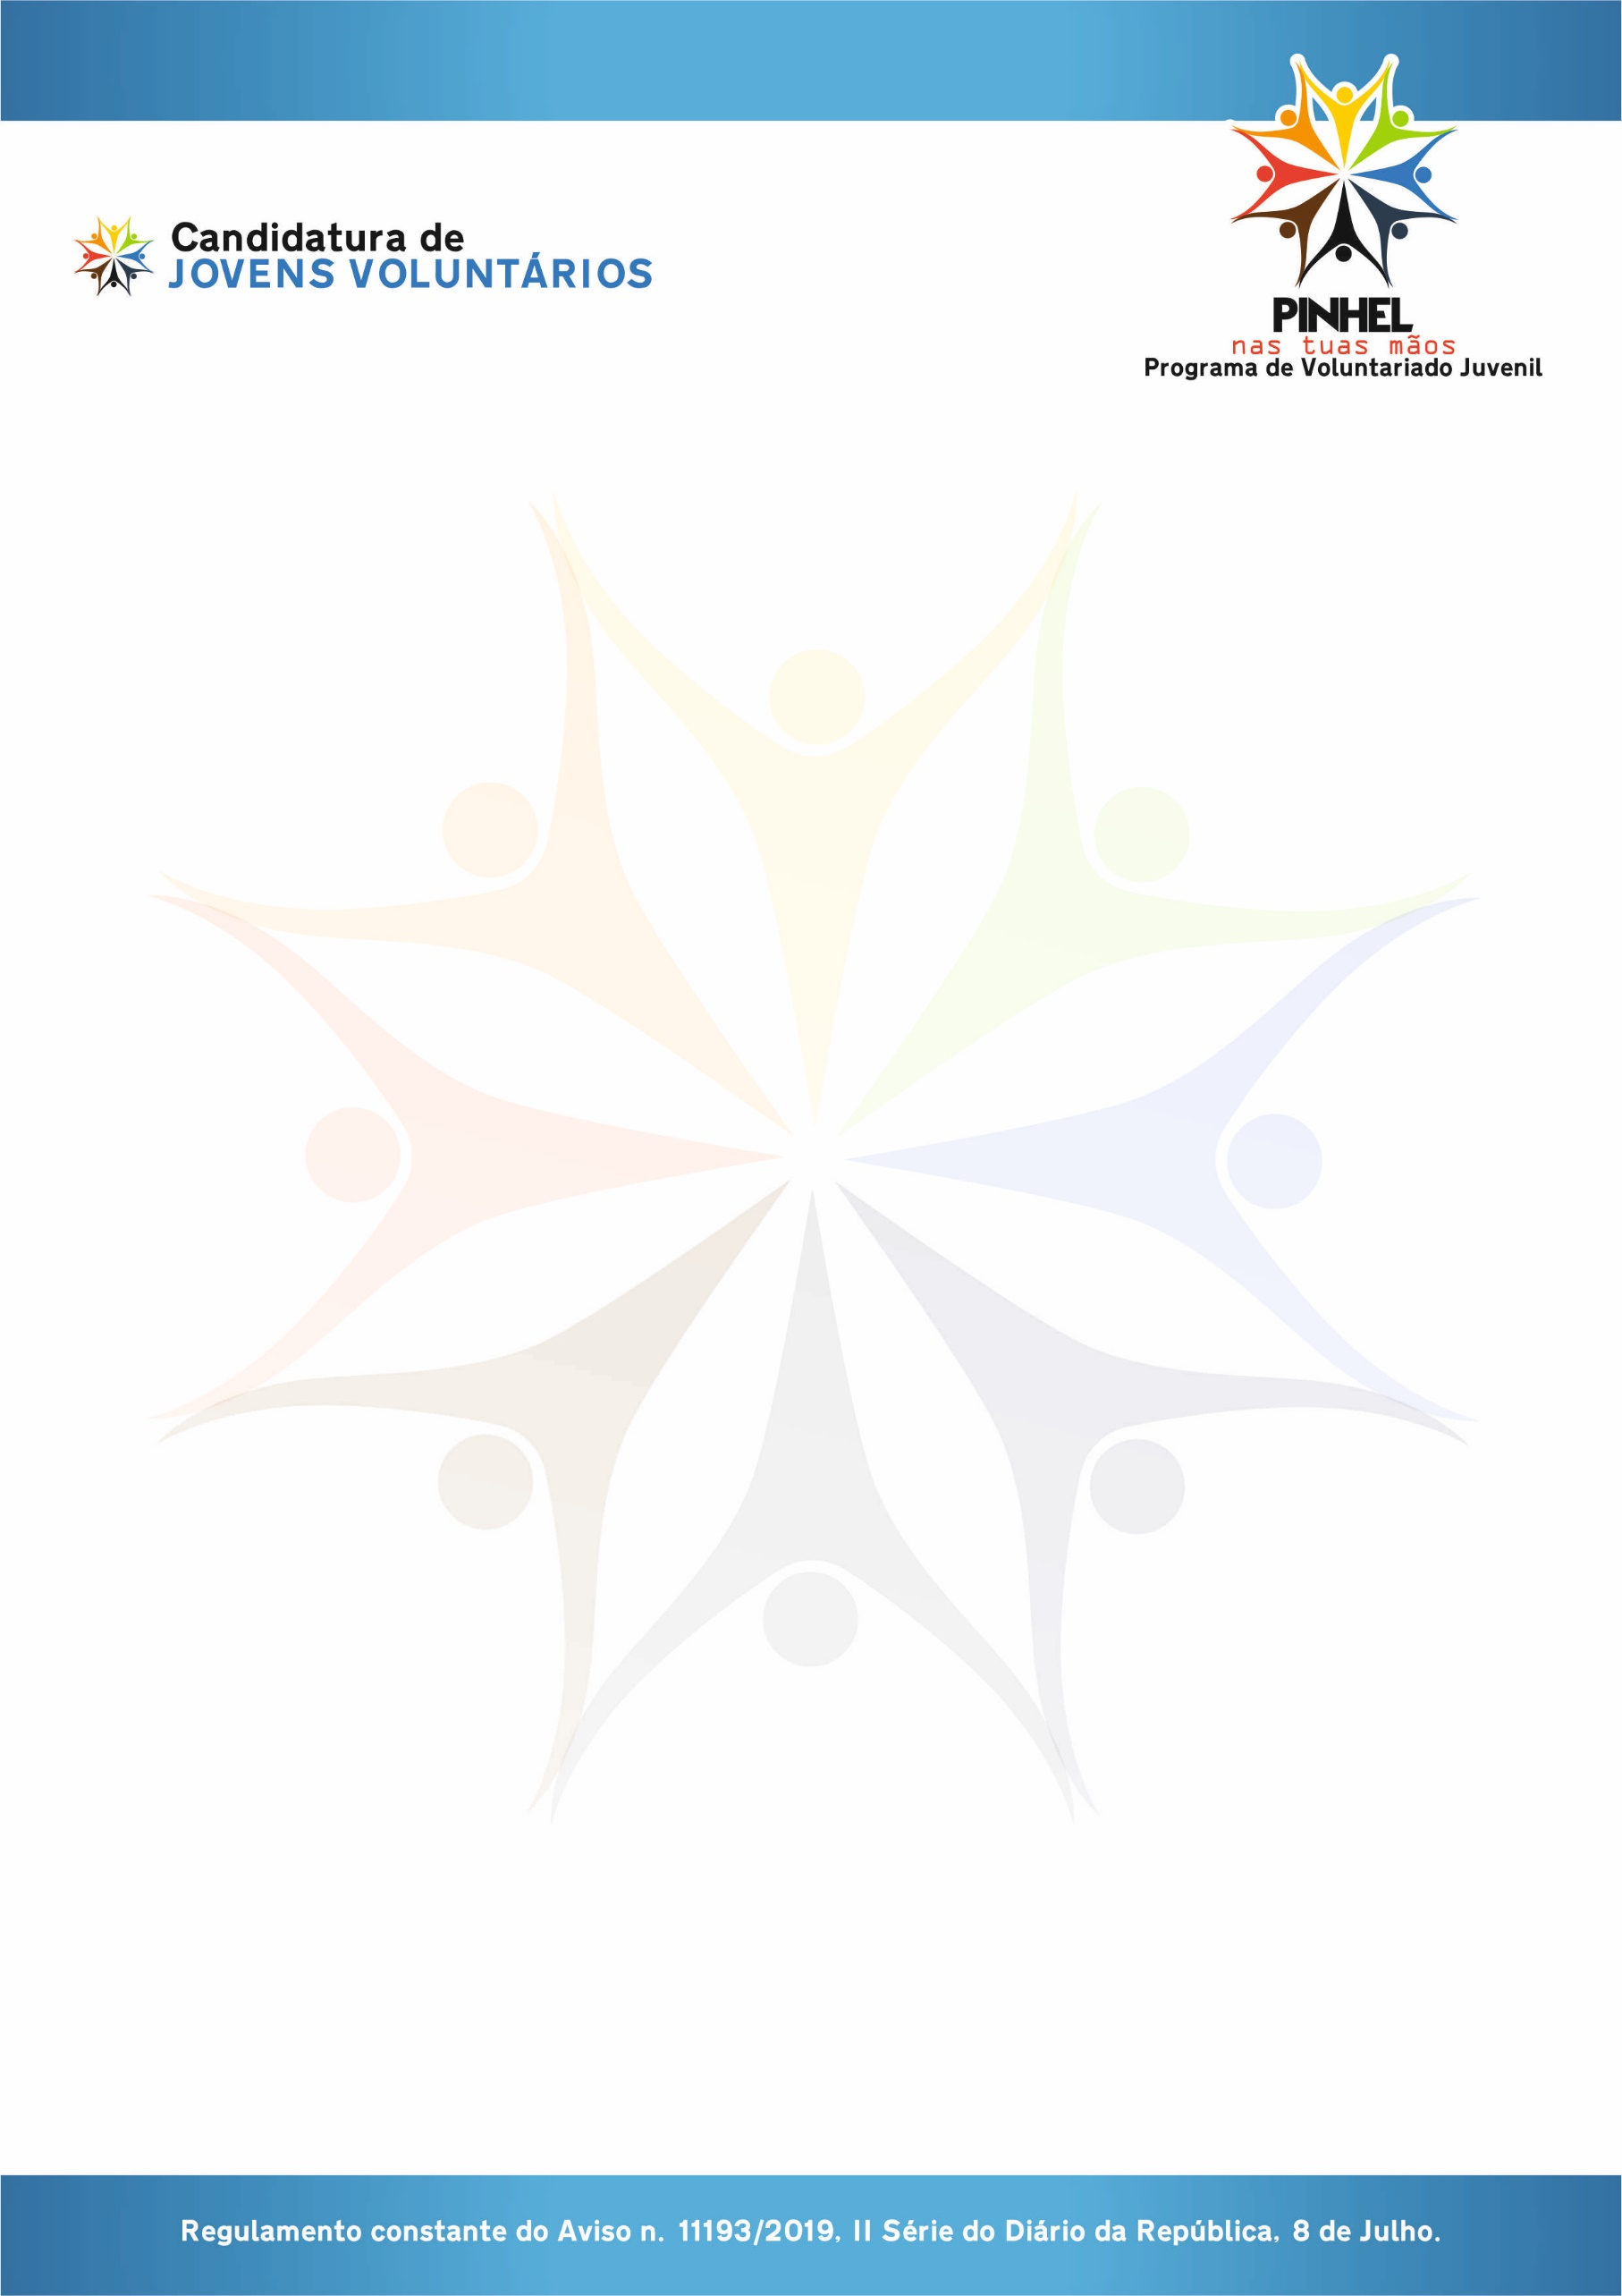 Candidatura de
JOVENS VOLUNTÁRIOS
PINHEL
nas tuas mãos
Programa de Voluntariado Juvenil
Regulamento constante do Aviso n. 11193/2019, II Série do Diário da República, 8 de Julho.